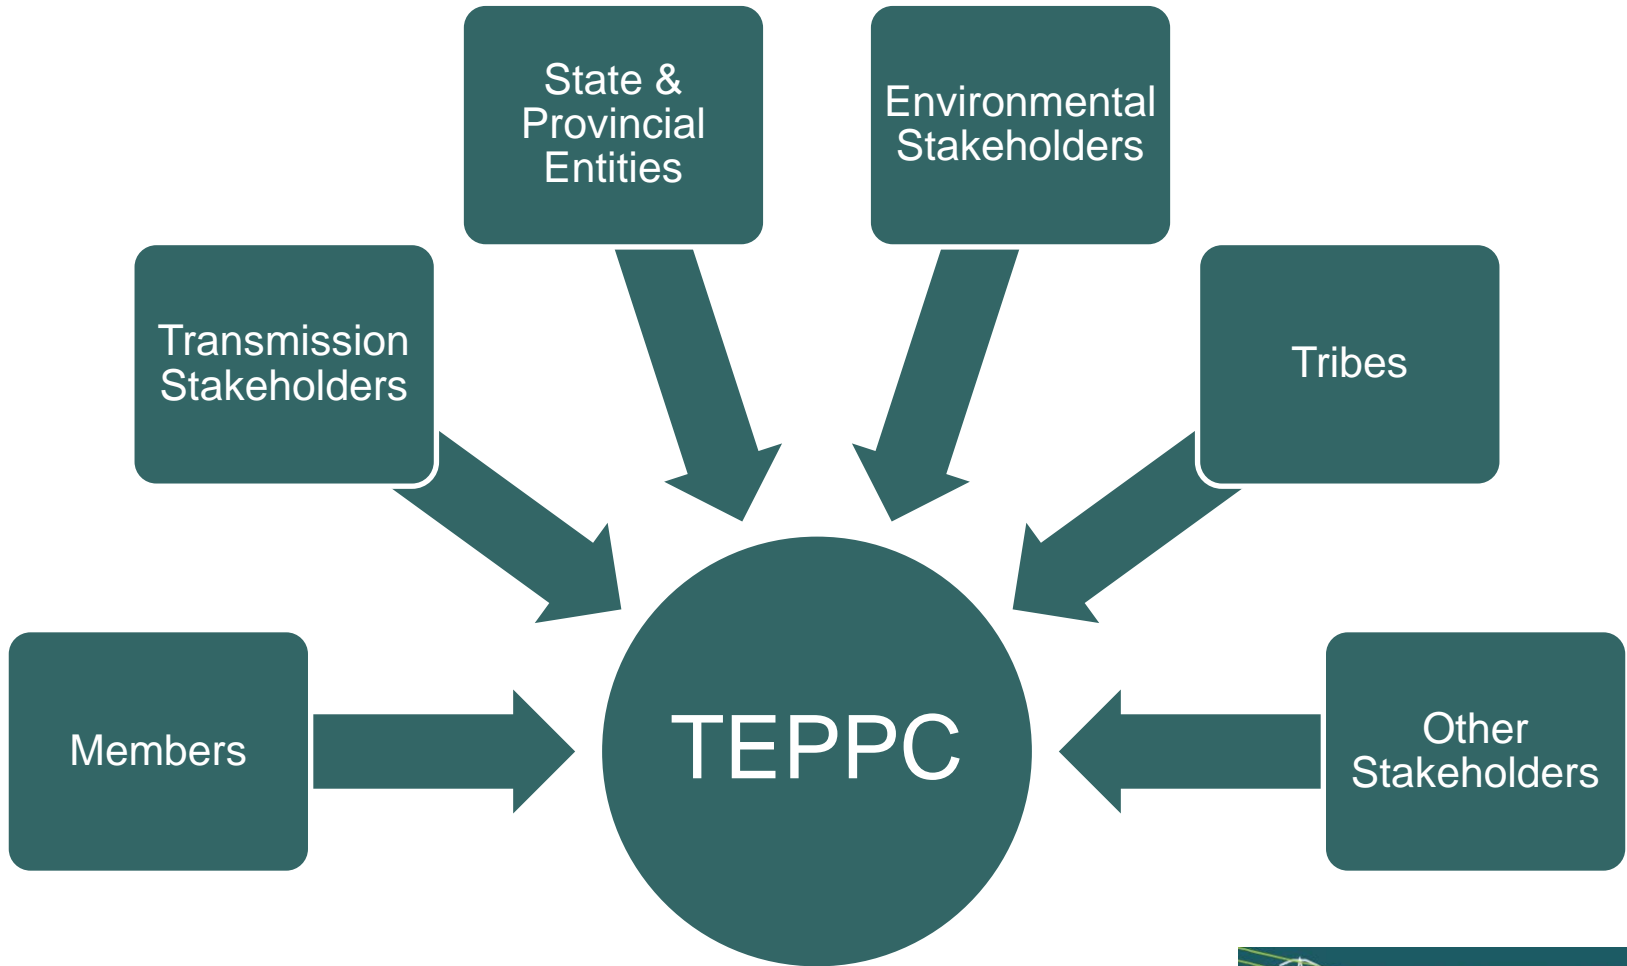 State &
Provincial
Entities
Environmental
Stakeholders
Transmission
Stakeholders
Tribes
Members
TEPPC
Other
Stakeholders